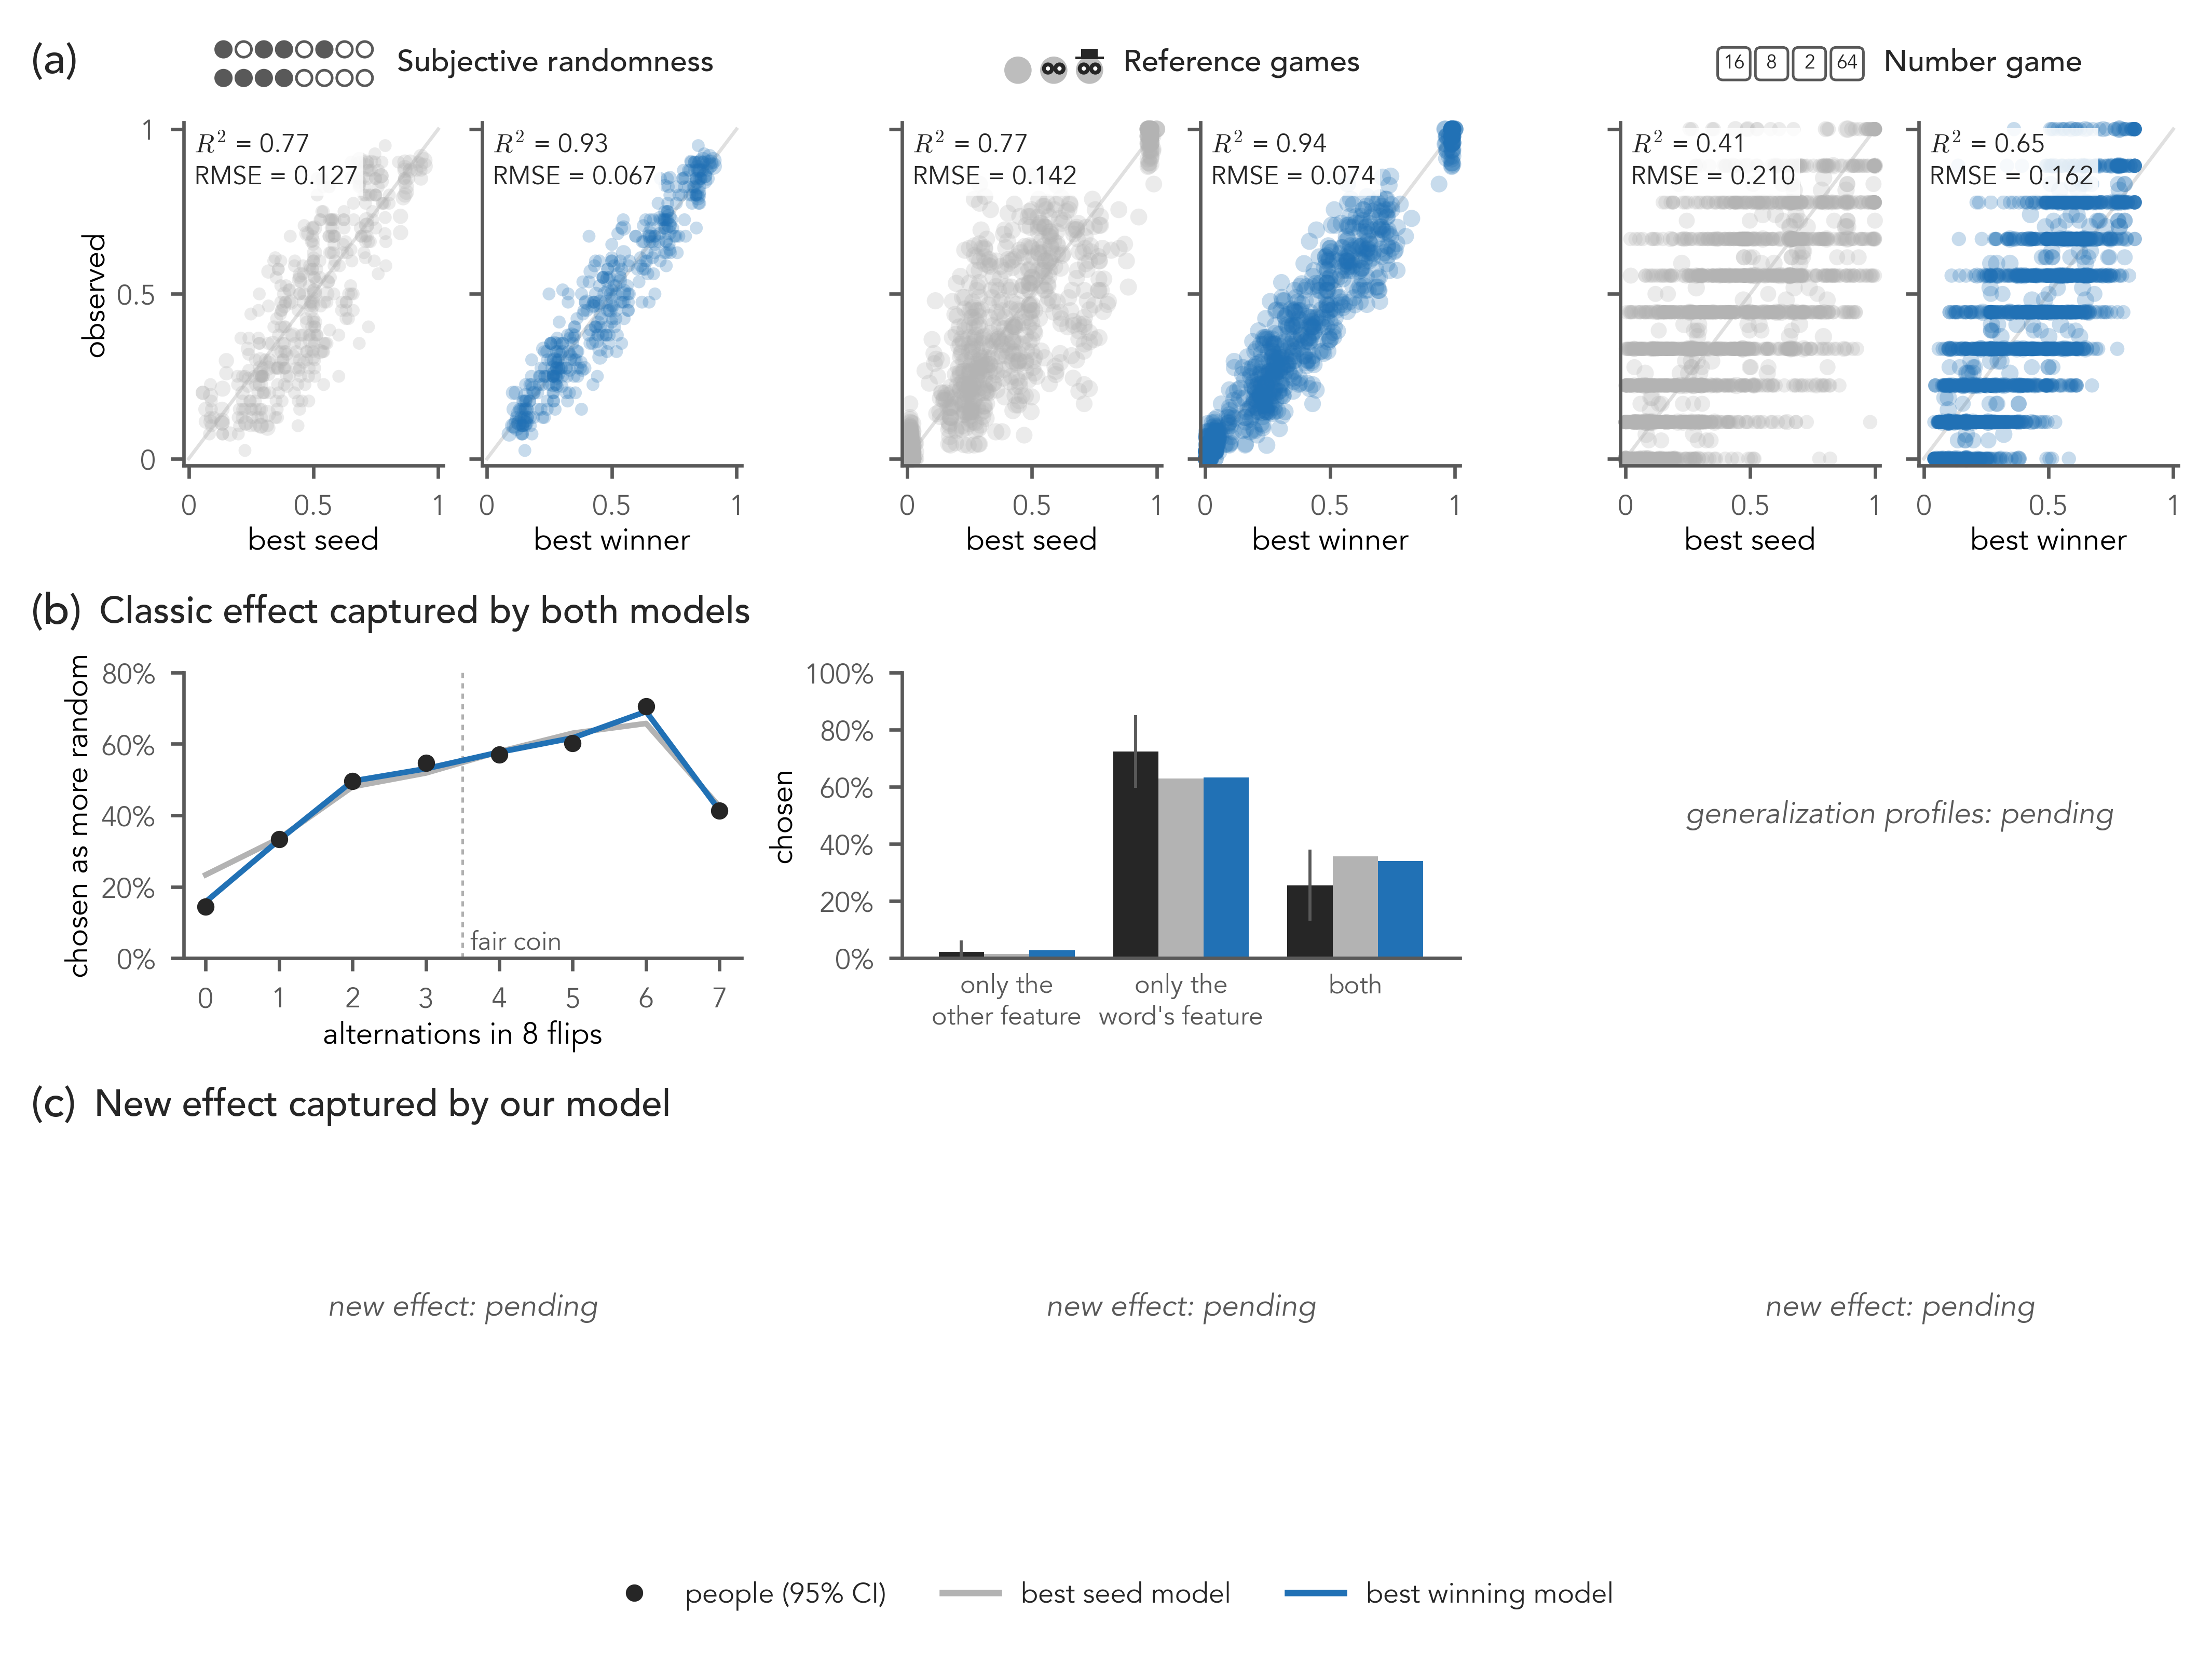 (a)
Subjective randomness
Reference games
16 8 2 64
Number game
R² = 0.77
RMSE = 0.127
R² = 0.93
RMSE = 0.067
R² = 0.77
RMSE = 0.142
R² = 0.94
RMSE = 0.074
R² = 0.41
RMSE = 0.210
R² = 0.65
RMSE = 0.162
observed
1
0.5
0
0 0.5 1
0 0.5 1
0 0.5 1
0 0.5 1
0 0.5 1
0 0.5 1
best seed
best winner
best seed
best winner
best seed
best winner
(b) Classic effect captured by both models
chosen as more random
80%
60%
40%
20%
0%
fair coin
0 1 2 3 4 5 6 7
alternations in 8 flips
chosen
100%
80%
60%
40%
20%
0%
only the
other feature
only the
word's feature
both
generalization profiles: pending
(c) New effect captured by our model
new effect: pending
new effect: pending
new effect: pending
people (95% CI)
best seed model
best winning model